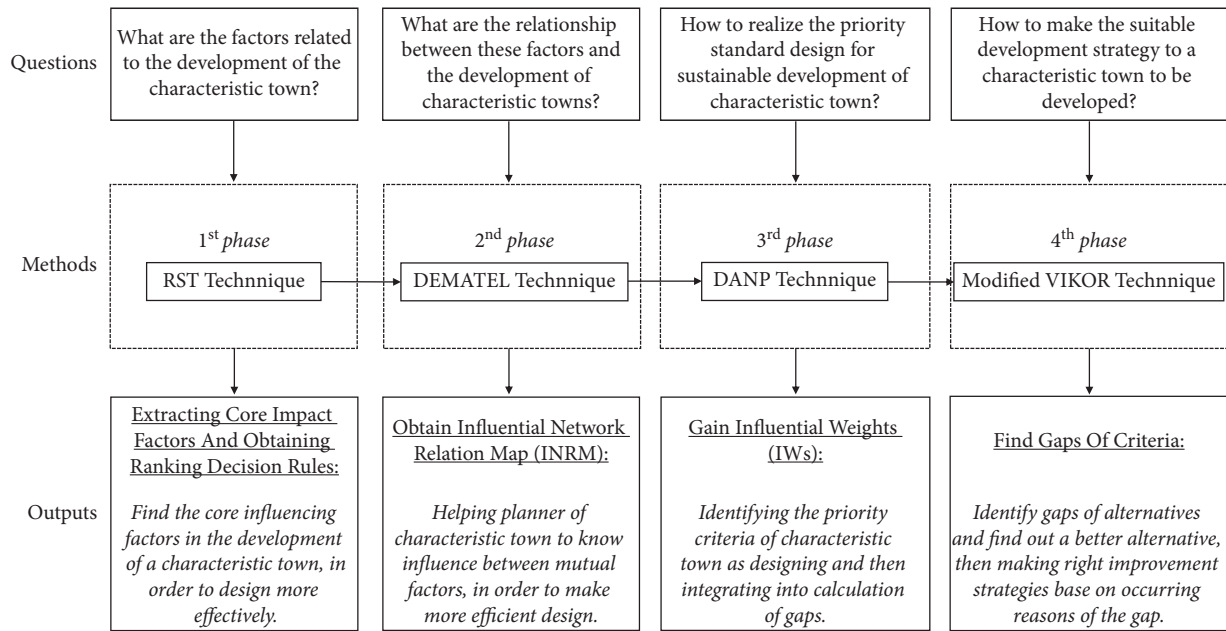 Questions
What are the factors related
to the development of the
characteristic town?
What are the relationship
between these factors and
the development of
characteristic towns?
How to realize the priority
standard design for
sustainable development of
characteristic town?
How to make the suitable
development strategy to a
characteristic town to be
developed?
Methods
1st phase
RST Technnique
2nd phase
DEMATEL Technnique
3rd phase
DANP Technnique
4th phase
Modified VIKOR Technnique
Outputs
Extracting Core Impact
Factors And Obtaining
Ranking Decision Rules:
Find the core influencing
factors in the development
of a characteristic town, in
order to design more
effectively.
Obtain Influential Network
Relation Map (INRM):
Helping planner of
characteristic town to know
influence between mutual
factors, in order to make
more efficient design.
Gain Influential Weights
(IWs):
Identifying the priority
criteria of characteristic
town as designing and then
integrating into calculation
of gaps.
Find Gaps Of Criteria:
Identify gaps of alternatives
and find out a better alternative,
then making right improvement
strategies base on occurring
reasons of the gap.